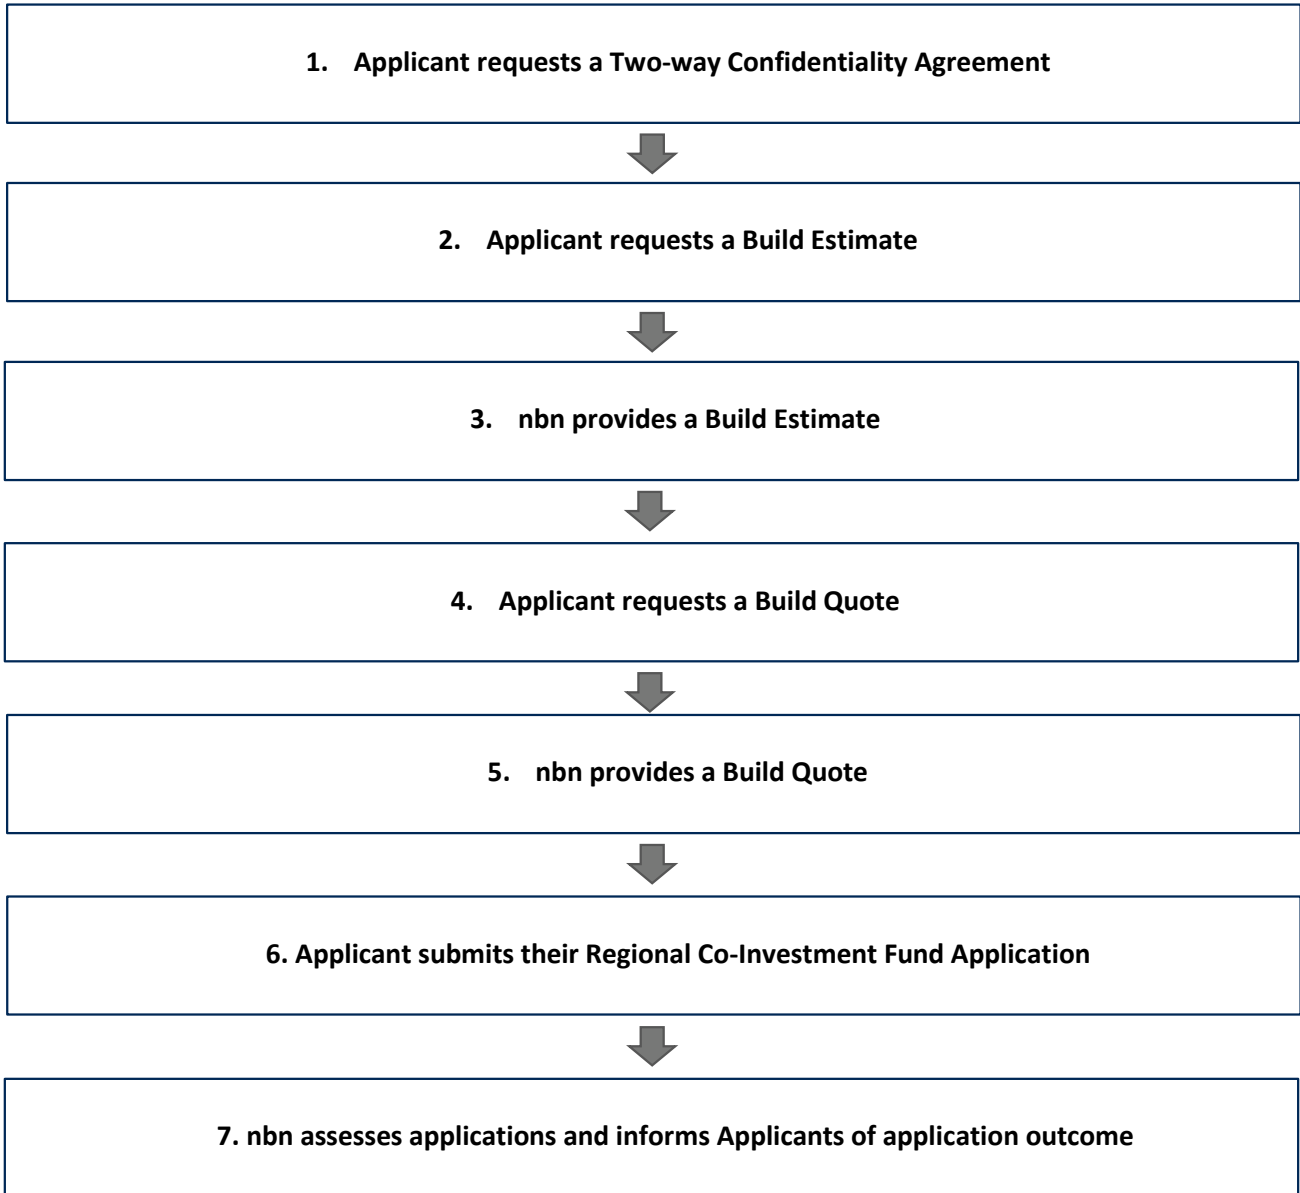 1. Applicant requests a Two-way Confidentiality Agreement
2. Applicant requests a Build Estimate
3. nbn provides a Build Estimate
4. Applicant requests a Build Quote
5. nbn provides a Build Quote
6. Applicant submits their Regional Co-Investment Fund Application
7. nbn assesses applications and informs Applicants of application outcome